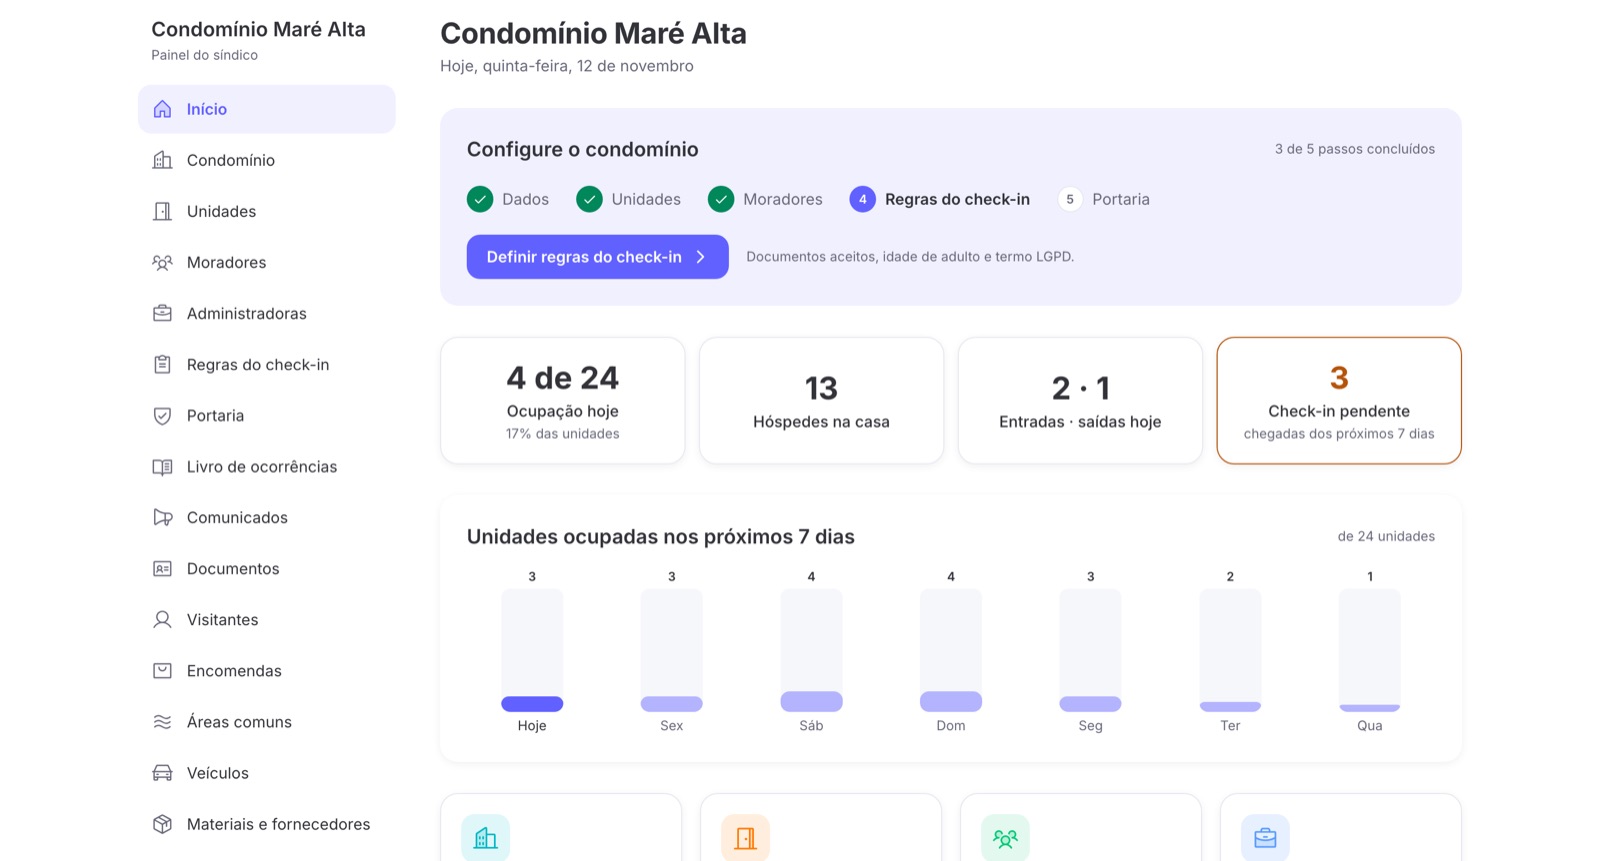 Condomínio Maré Alta
Painel do síndico
Início
Condomínio
Unidades
Moradores
Administradoras
Regras do check-in
Portaria
Livro de ocorrências
Comunicados
Documentos
Visitantes
Encomendas
Áreas comuns
Veículos
Materiais e fornecedores
Condomínio Maré Alta
Hoje, quinta-feira, 12 de novembro
Configure o condomínio
3 de 5 passos concluídos
Dados
Unidades
Moradores
4 Regras do check-in
5 Portaria
Definir regras do check-in
Documentos aceitos, idade de adulto e termo LGPD.
4 de 24
Ocupação hoje
17% das unidades
13
Hóspedes na casa
2 · 1
Entradas · saídas hoje
3
Check-in pendente
chegadas dos próximos 7 dias
Unidades ocupadas nos próximos 7 dias
de 24 unidades
3 3 4 4 3 2 1
Hoje Sex Sáb Dom Seg Ter Qua